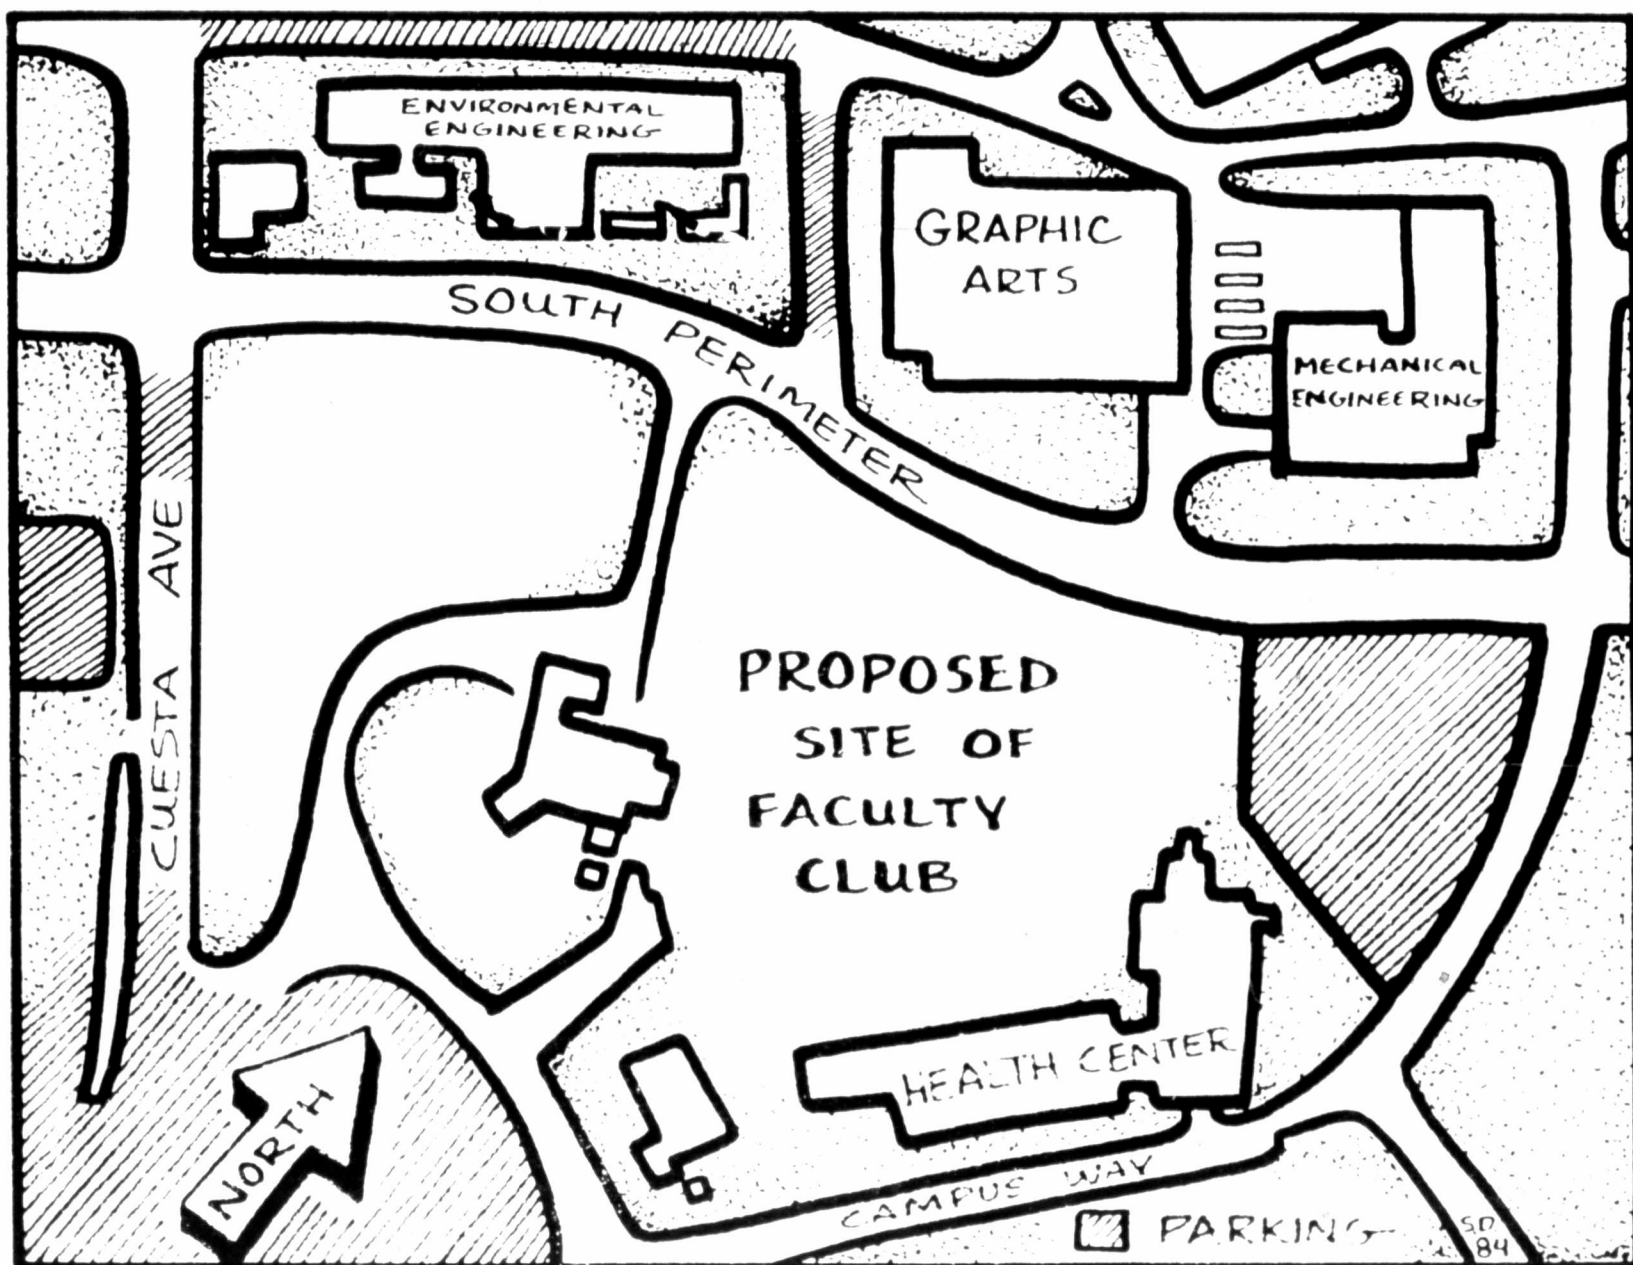 ENVIRONMENTAL
ENGINEERING
GRAPHIC
ARTS
SOUTH PERIMETER
MECHANICAL
ENGINEERING
CUESTA AVE
PROPOSED
SITE OF
FACULTY
CLUB
HEALTH CENTER
NORTH
CAMPUS WAY
PARKING
SD
84